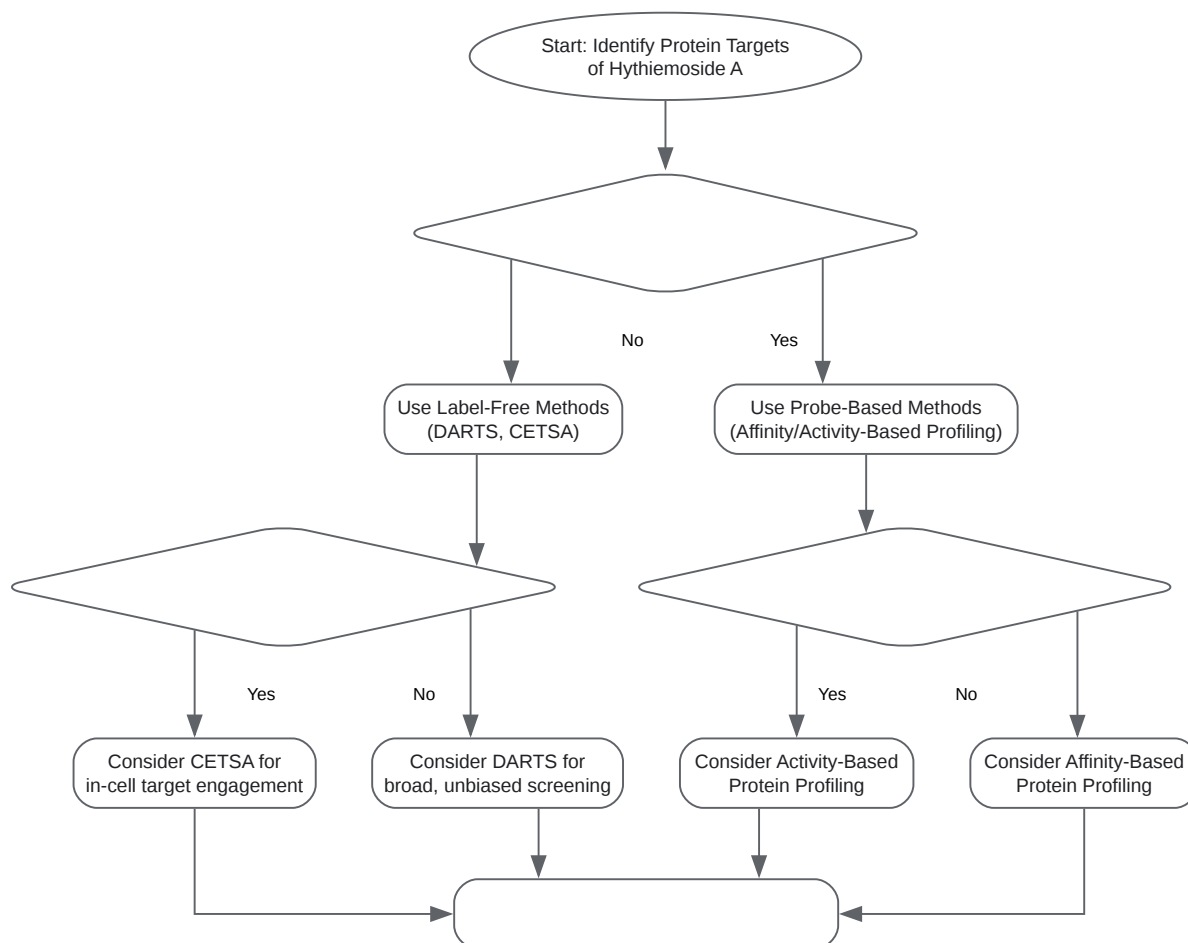 Start: Identify Protein Targets
of Hythiemoside A
No
Yes
Use Label-Free Methods
(DARTS, CETSA)
Use Probe-Based Methods
(Affinity/Activity-Based Profiling)
Yes
No
Yes
No
Consider CETSA for
in-cell target engagement
Consider DARTS for
broad, unbiased screening
Consider Activity-Based
Protein Profiling
Consider Affinity-Based
Protein Profiling